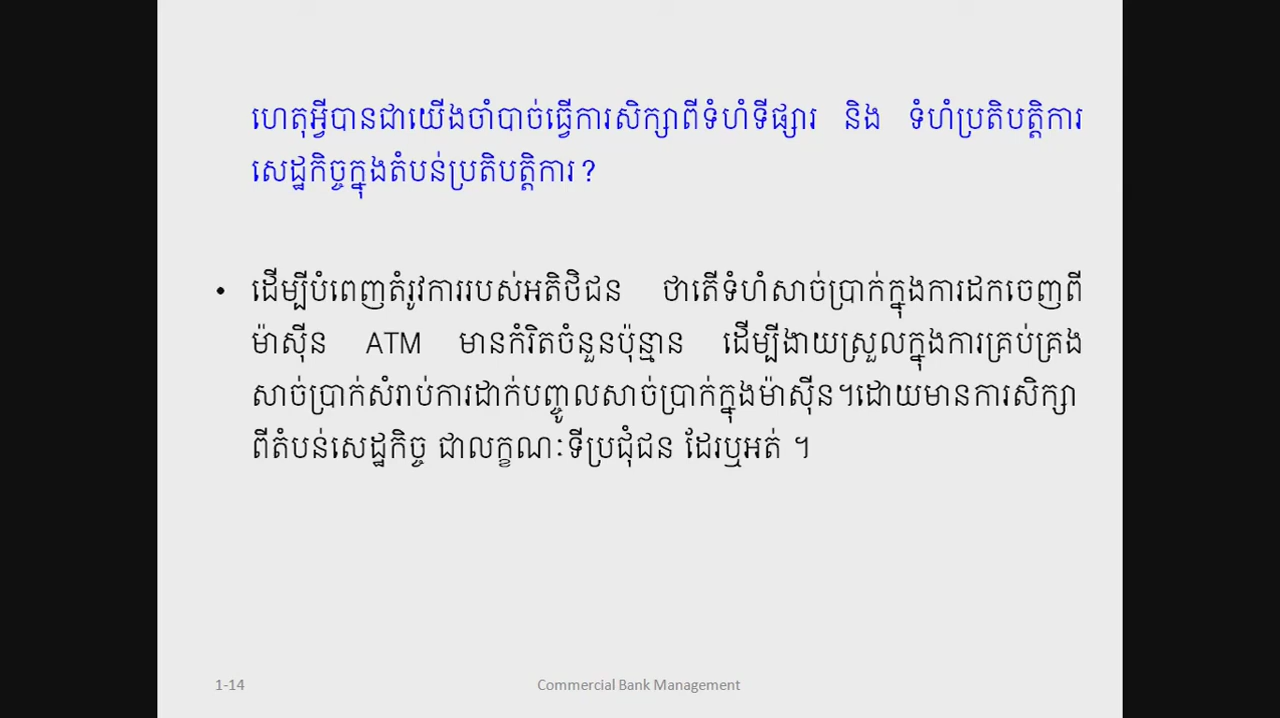 ហេតុអ្វីបានជាយើងចាំបាច់ធ្វើការសិក្សាពីទំហំទីផ្សារ និង ទំហំប្រតិបត្តិការ
សេដ្ឋកិច្ចក្នុងតំបន់ប្រតិបត្តិការ ?
• ដើម្បីបំពេញតំរូវការរបស់អតិថិជន ថាតើទំហំសាច់ប្រាក់ក្នុងការដកចេញពី
ម៉ាស៊ីន ATM មានកំរិតចំនួនប៉ុន្មាន ដើម្បីងាយស្រួលក្នុងការគ្រប់គ្រង
សាច់ប្រាក់សំរាប់ការដាក់បញ្ចូលសាច់ប្រាក់ក្នុងម៉ាស៊ីន។ដោយមានការសិក្សា
ពីតំបន់សេដ្ឋកិច្ច ជាលក្ខណៈទីប្រជុំជន ដែរឬអត់ ។
1-14 Commercial Bank Management